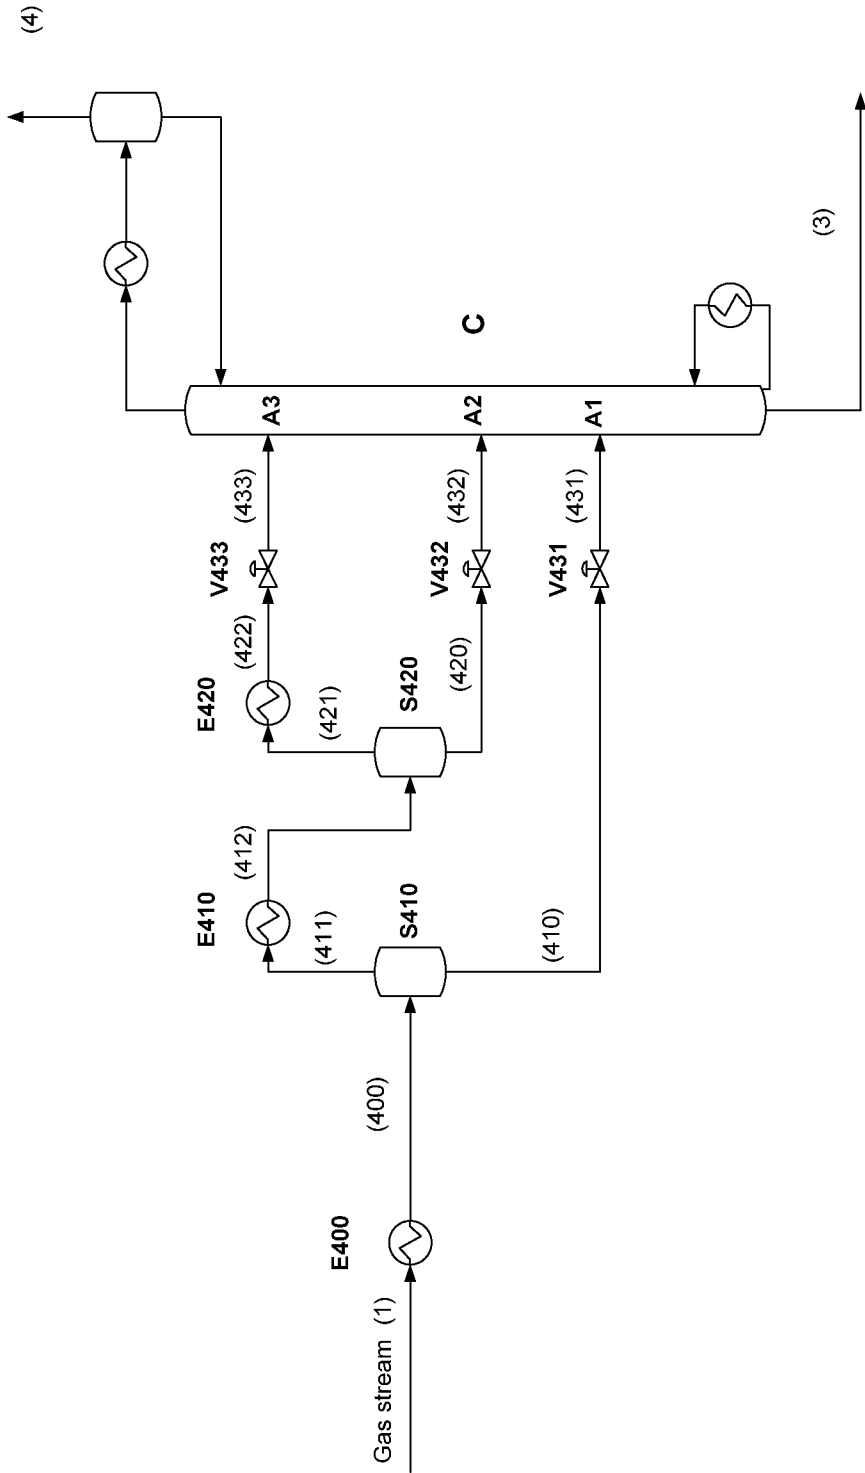 Gas stream (1)
E400
(400)
S410
(411)
E410
(412)
(410)
S420
(421)
E420
(422)
(420)
V433
V432
V431
(433)
(432)
(431)
A3
A2
A1
C
(3)
(4)